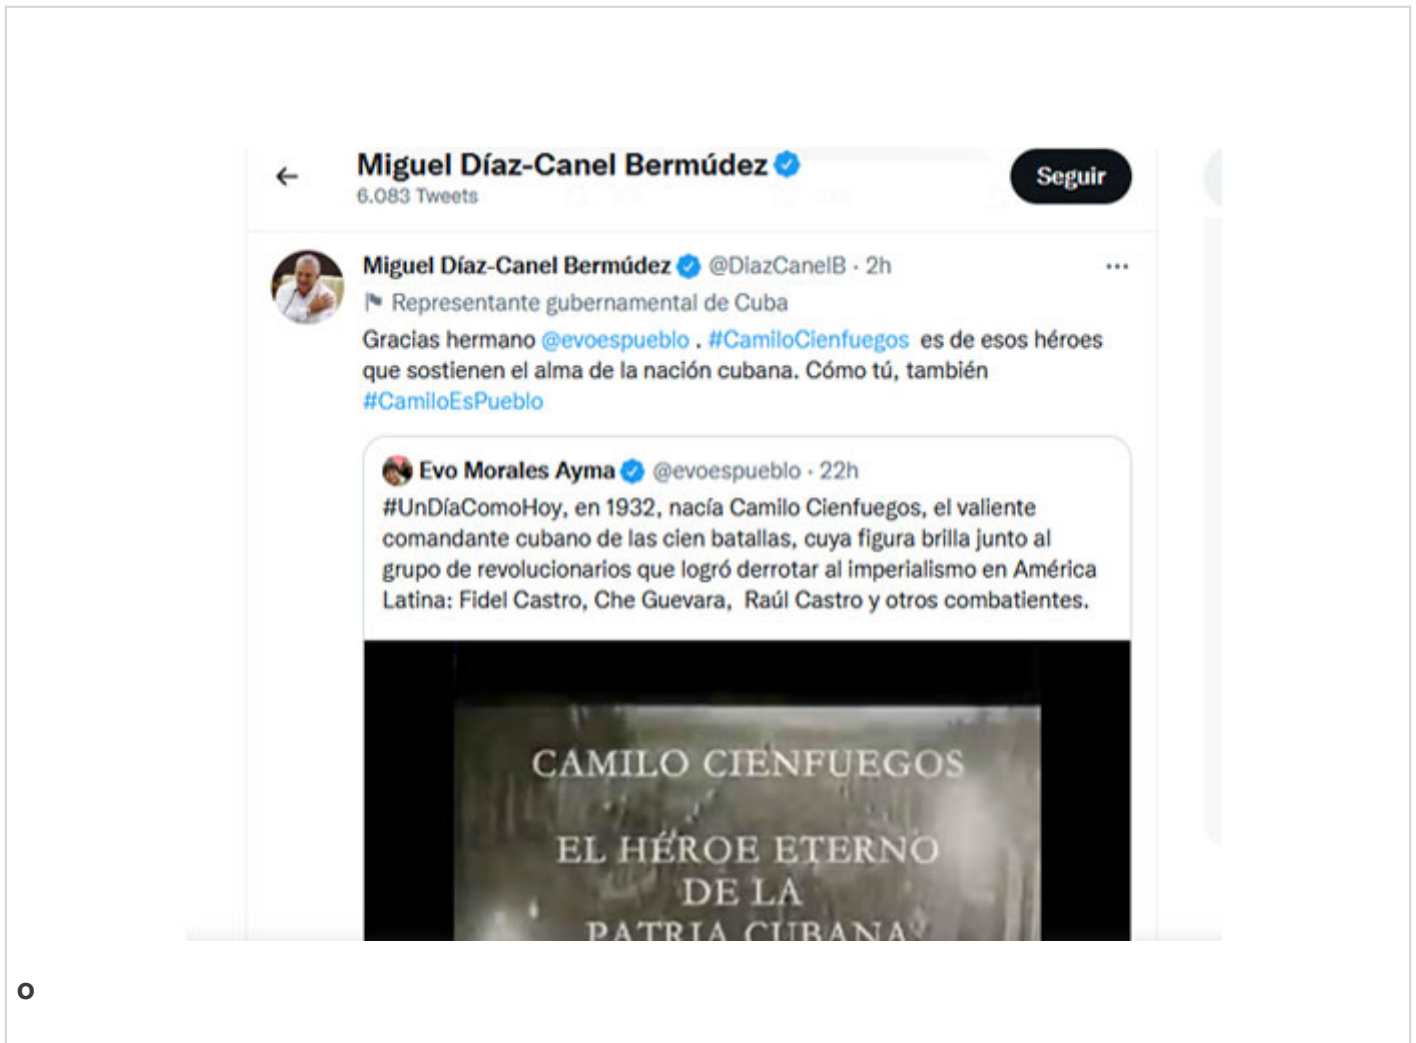 Miguel Díaz-Canel Bermúdez
6.083 Tweets
Seguir
Miguel Díaz-Canel Bermúdez @DiazCanelB · 2h
Representante gubernamental de Cuba
Gracias hermano @evoespueblo . #CamiloCienfuegos es de esos héroes
que sostienen el alma de la nación cubana. Cómo tú, también
#CamiloEsPueblo
Evo Morales Ayma @evoespueblo · 22h
#UnDíaComoHoy, en 1932, nacía Camilo Cienfuegos, el valiente
comandante cubano de las cien batallas, cuya figura brilla junto al
grupo de revolucionarios que logró derrotar al imperialismo en América
Latina: Fidel Castro, Che Guevara, Raúl Castro y otros combatientes.
CAMILO CIENFUEGOS
EL HÉROE ETERNO
DE LA
PATRIA CUBANA
o